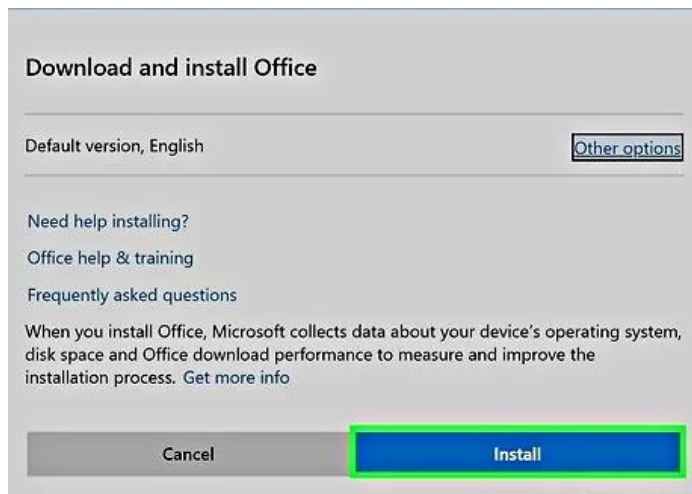 Download and install Office
Default version, English
Other options
Need help installing?
Office help & training
Frequently asked questions
When you install Office, Microsoft collects data about your device's operating system,
disk space and Office download performance to measure and improve the
installation process. Get more info
Cancel
Install